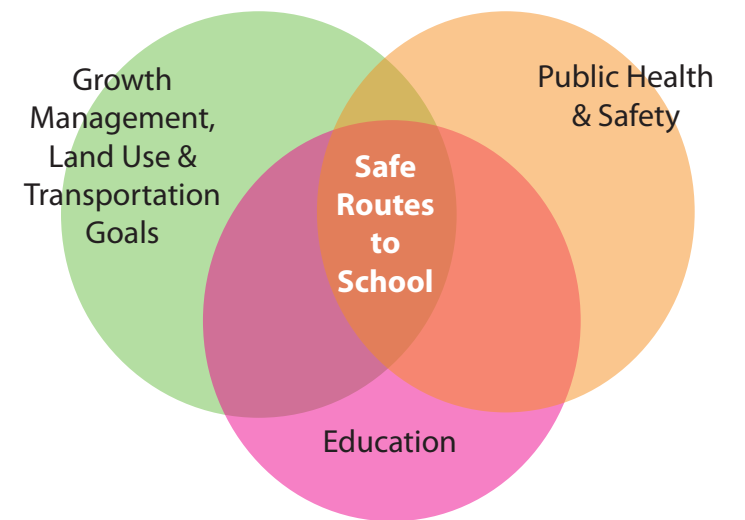 Growth
Management,
Land Use &
Transportation
Goals
Public Health
& Safety
Safe
Routes
to
School
Education